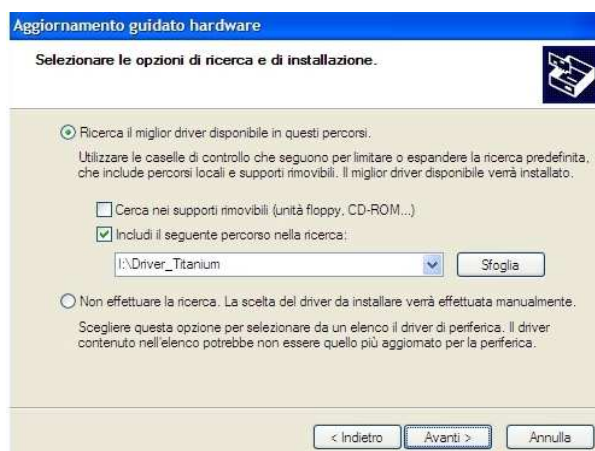 Aggiornamento guidato hardware
Selezionare le opzioni di ricerca e di installazione.
Ricerca il miglior driver disponibile in questi percorsi.
Utilizzare le caselle di controllo che seguono per limitare o espandere la ricerca predefinita,
che include percorsi locali e supporti rimovibili. Il miglior driver disponibile verrà installato.
Cerca nei supporti rimovibili (unità floppy, CD-ROM...)
Includi il seguente percorso nella ricerca:
I:\Driver_Titanium
Sfoglia
Non effettuare la ricerca. La scelta del driver da installare verrà effettuata manualmente.
Scegliere questa opzione per selezionare da un elenco il driver di periferica. Il driver
contenuto nell'elenco potrebbe non essere quello più aggiornato per la periferica.
< Indietro
Avanti >
Annulla